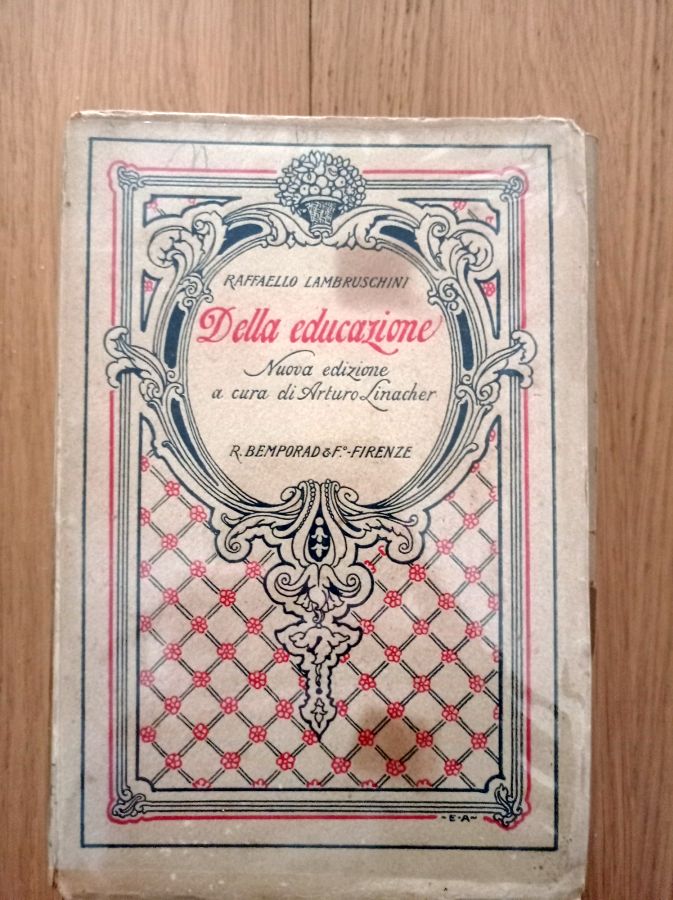 RAFFAELLO LAMBRUSCHINI
Della educazione
Nuova edizione
a cura di Arturo Linacher
R. BEMPORAD & F.º - FIRENZE
~E·A~